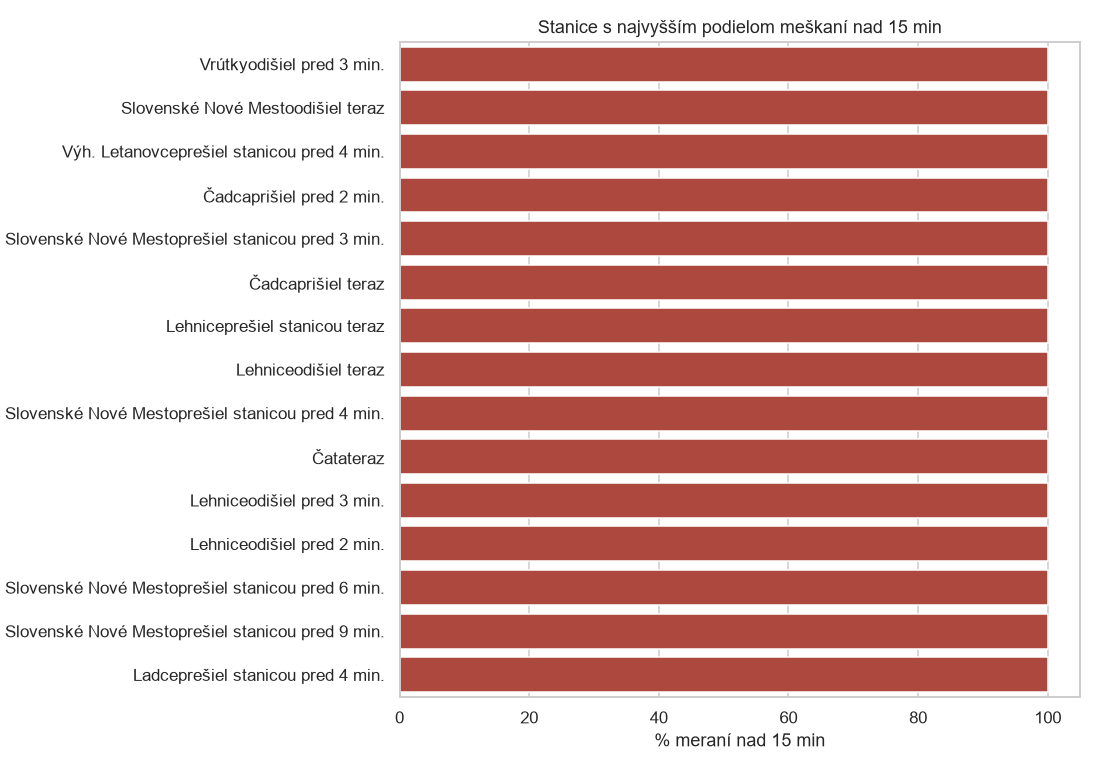 Stanice s najvyšším podielom meškaní nad 15 min
Vrútkyodišiel pred 3 min.
Slovenské Nové Mestoodišiel teraz
Výh. Letanovceprešiel stanicou pred 4 min.
Čadcaprišiel pred 2 min.
Slovenské Nové Mestoprešiel stanicou pred 3 min.
Čadcaprišiel teraz
Lehniceprešiel stanicou teraz
Lehniceodišiel teraz
Slovenské Nové Mestoprešiel stanicou pred 4 min.
Čatateraz
Lehniceodišiel pred 3 min.
Lehniceodišiel pred 2 min.
Slovenské Nové Mestoprešiel stanicou pred 6 min.
Slovenské Nové Mestoprešiel stanicou pred 9 min.
Ladceprešiel stanicou pred 4 min.
0 20 40 60 80 100
% meraní nad 15 min